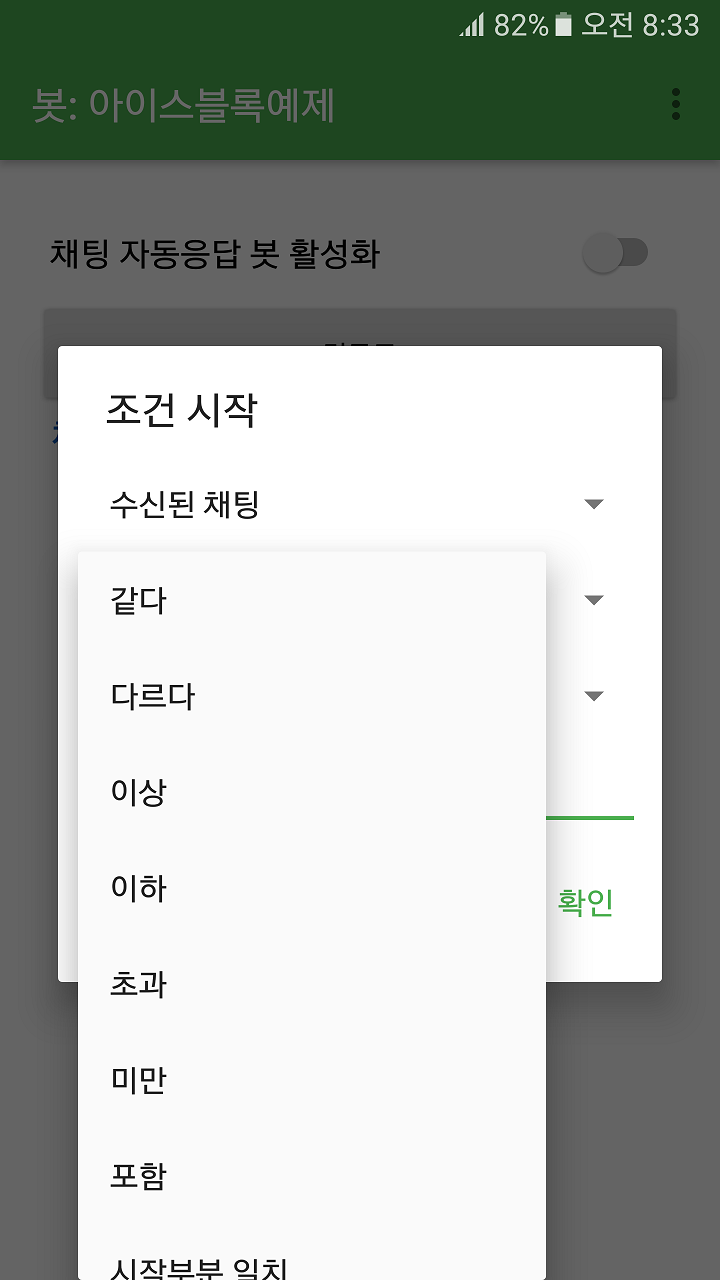 82% 오전 8:33
봇: 아이스블록예제
채팅 자동응답 봇 활성화
조건 시작
수신된 채팅
같다
다르다
이상
이하
확인
초과
미만
포함
시작부분 일치